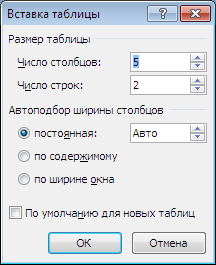 Вставка таблицы
Размер таблицы
Число столбцов: 5
Число строк: 2
Автоподбор ширины столбцов
постоянная: Авто
по содержимому
по ширине окна
По умолчанию для новых таблиц
ОК Отмена